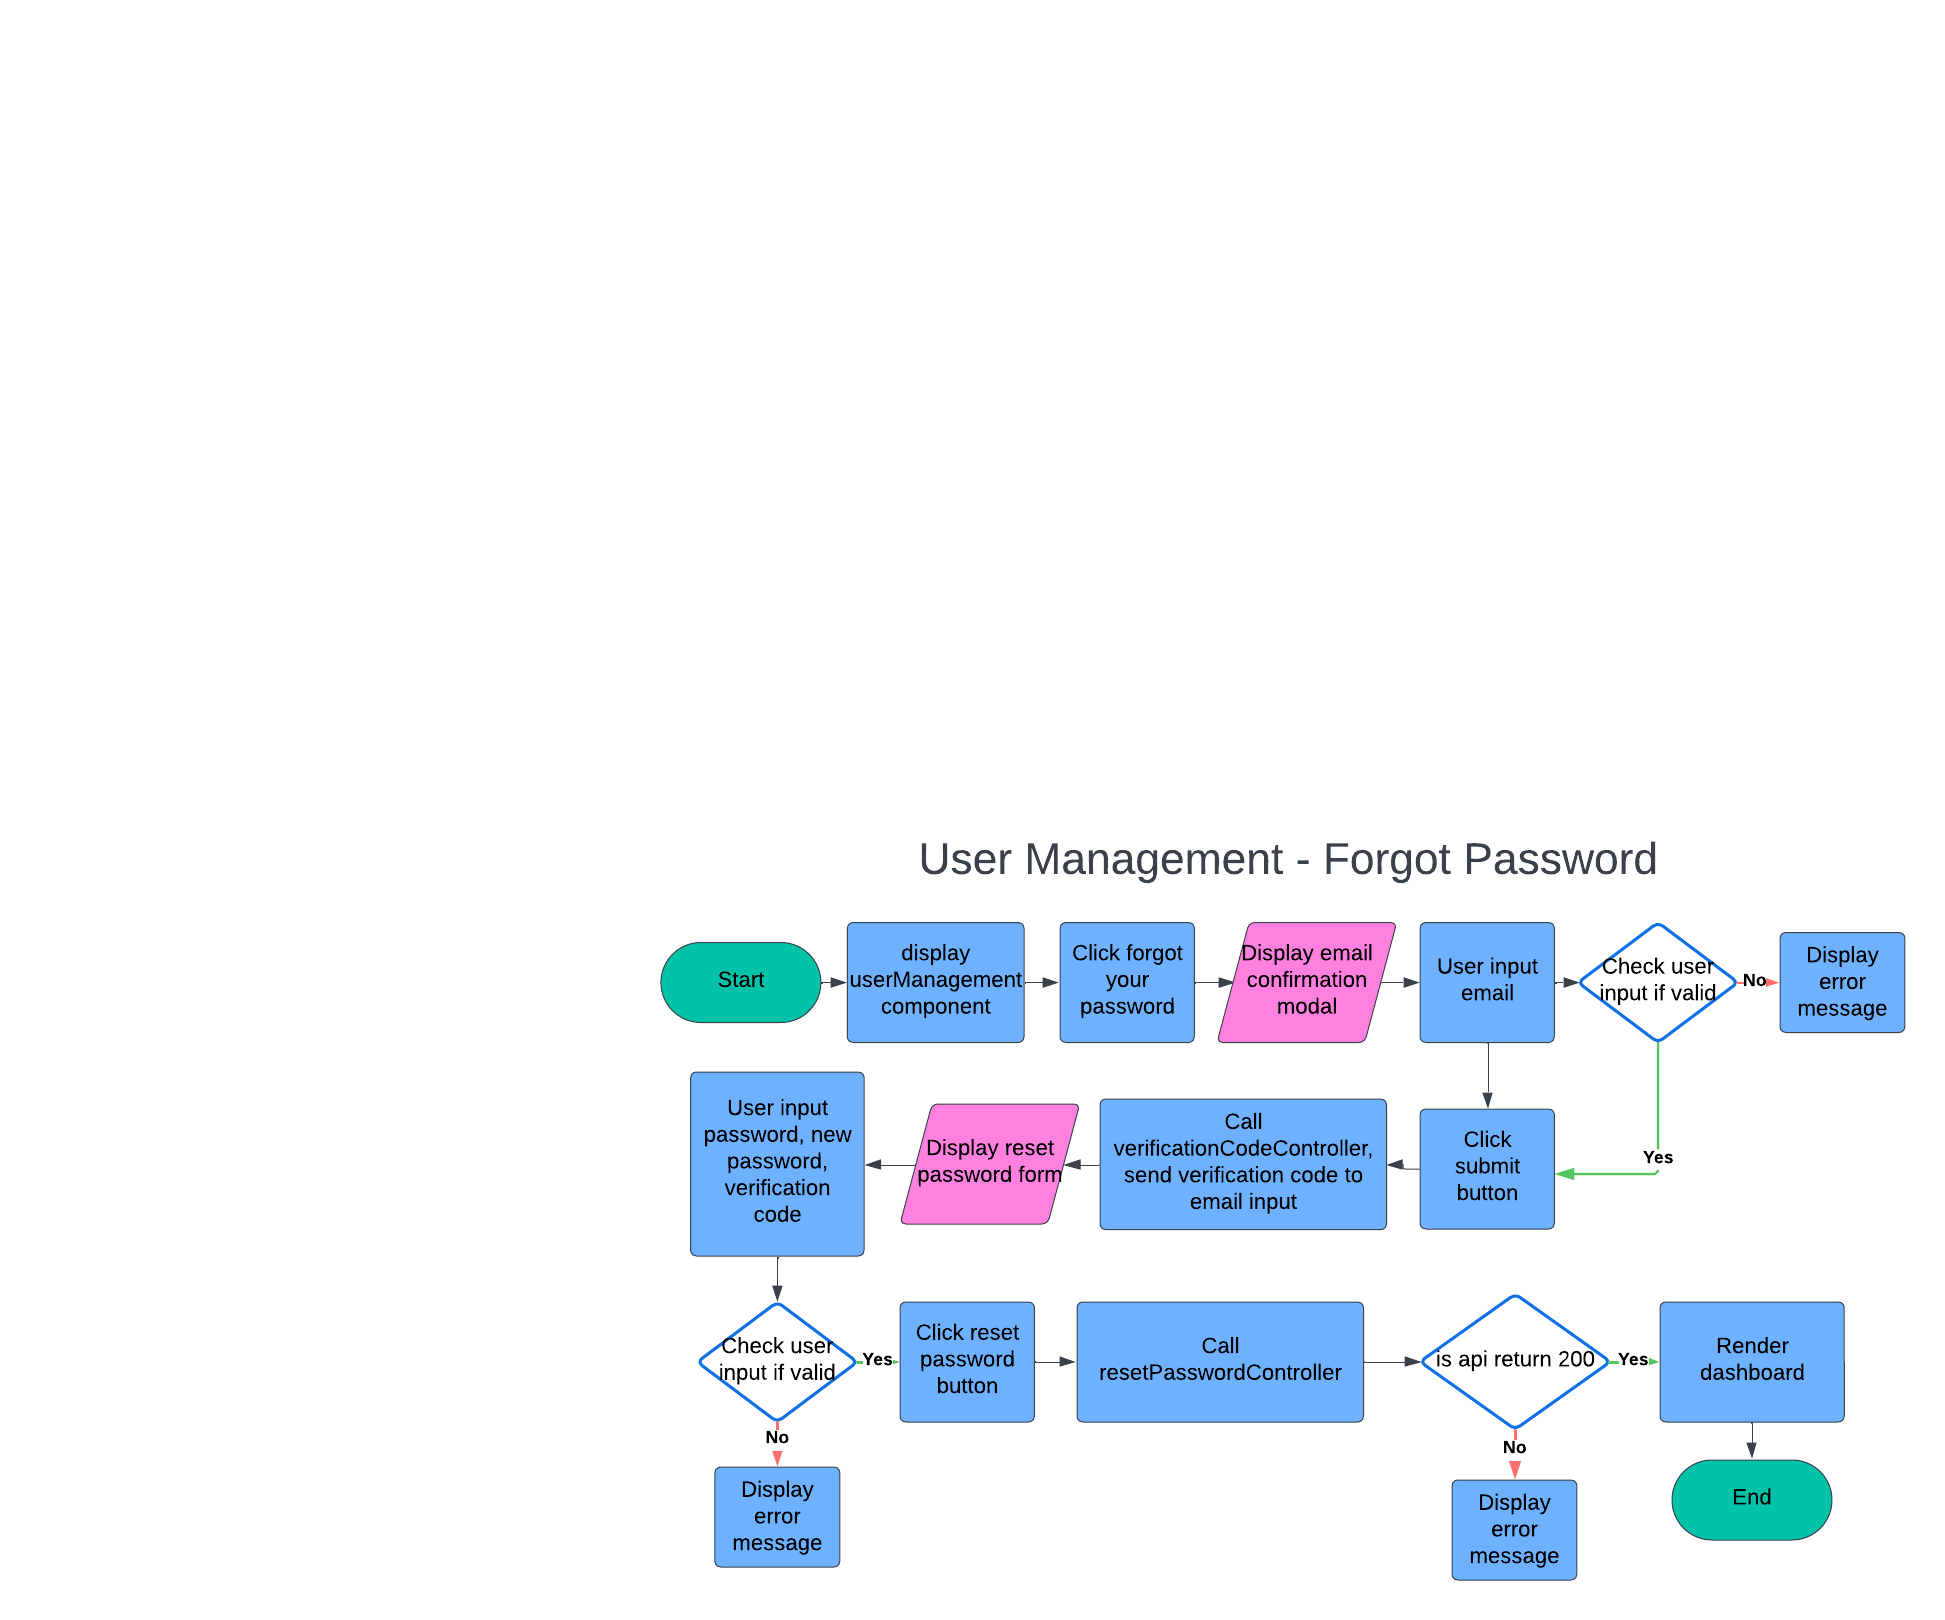 User Management - Forgot Password
Start
display
userManagement
component
Click forgot
your
password
Display email
confirmation
modal
User input
email
Check user
input if valid
No
Display
error
message
Yes
Click
submit
button
Call
verificationCodeController,
send verification code to
email input
Display reset
password form
User input
password, new
password,
verification
code
Check user
input if valid
No
Display
error
message
Yes
Click reset
password
button
Call
resetPasswordController
is api return 200
No
Display
error
message
Yes
Render
dashboard
End